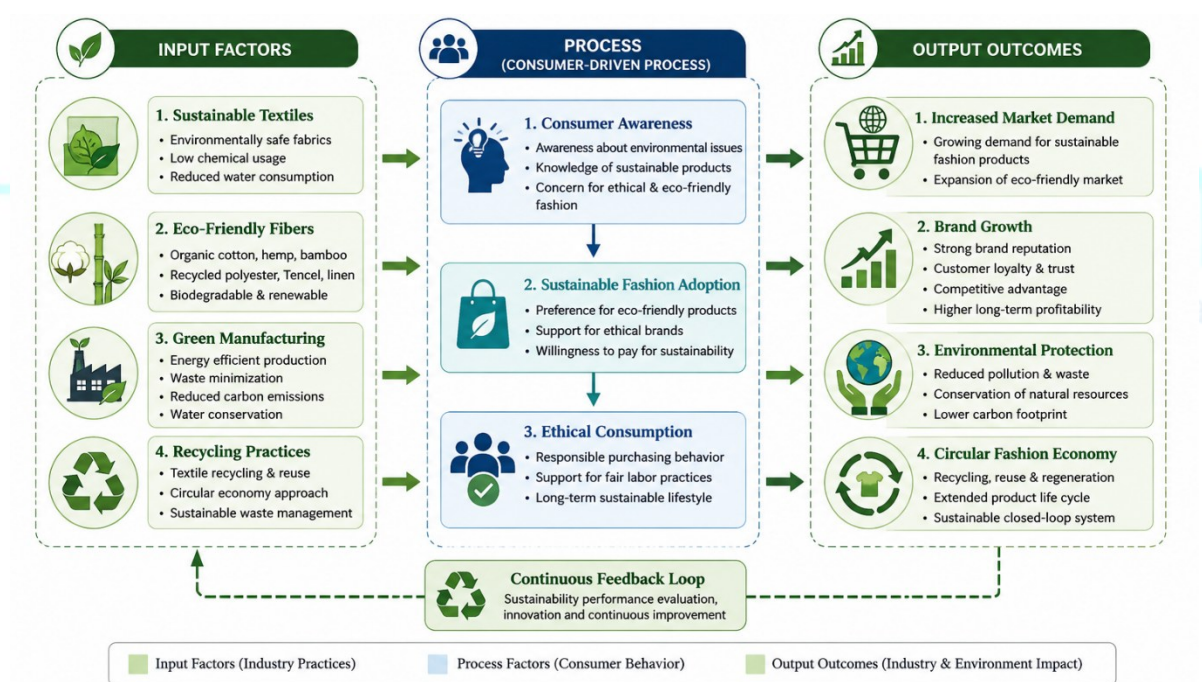 INPUT FACTORS
1. Sustainable Textiles
• Environmentally safe fabrics
• Low chemical usage
• Reduced water consumption
2. Eco-Friendly Fibers
• Organic cotton, hemp, bamboo
• Recycled polyester, Tencel, linen
• Biodegradable & renewable
3. Green Manufacturing
• Energy efficient production
• Waste minimization
• Reduced carbon emissions
• Water conservation
4. Recycling Practices
• Textile recycling & reuse
• Circular economy approach
• Sustainable waste management
PROCESS
(CONSUMER-DRIVEN PROCESS)
1. Consumer Awareness
• Awareness about environmental issues
• Knowledge of sustainable products
• Concern for ethical & eco-friendly
fashion
2. Sustainable Fashion Adoption
• Preference for eco-friendly products
• Support for ethical brands
• Willingness to pay for sustainability
3. Ethical Consumption
• Responsible purchasing behavior
• Support for fair labor practices
• Long-term sustainable lifestyle
OUTPUT OUTCOMES
1. Increased Market Demand
• Growing demand for sustainable
fashion products
• Expansion of eco-friendly market
2. Brand Growth
• Strong brand reputation
• Customer loyalty & trust
• Competitive advantage
• Higher long-term profitability
3. Environmental Protection
• Reduced pollution & waste
• Conservation of natural resources
• Lower carbon footprint
4. Circular Fashion Economy
• Recycling, reuse & regeneration
• Extended product life cycle
• Sustainable closed-loop system
Continuous Feedback Loop
Sustainability performance evaluation,
innovation and continuous improvement
Input Factors (Industry Practices)
Process Factors (Consumer Behavior)
Output Outcomes (Industry & Environment Impact)